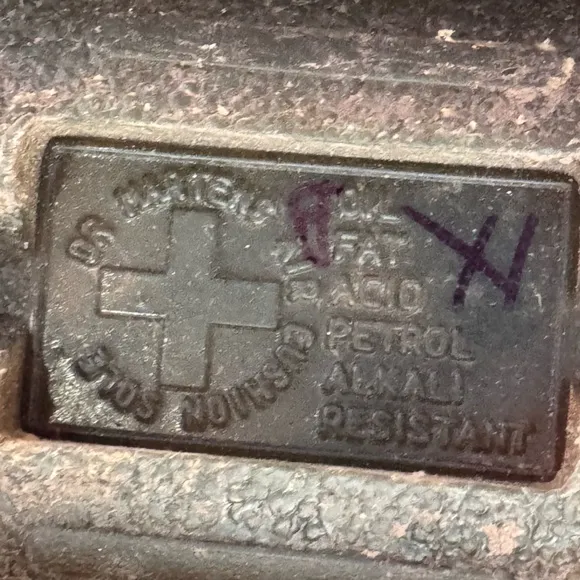 DR MARTENS AIR CUSHION SOLE
OIL
FAT
ACID
PETROL
ALKALI
RESISTANT